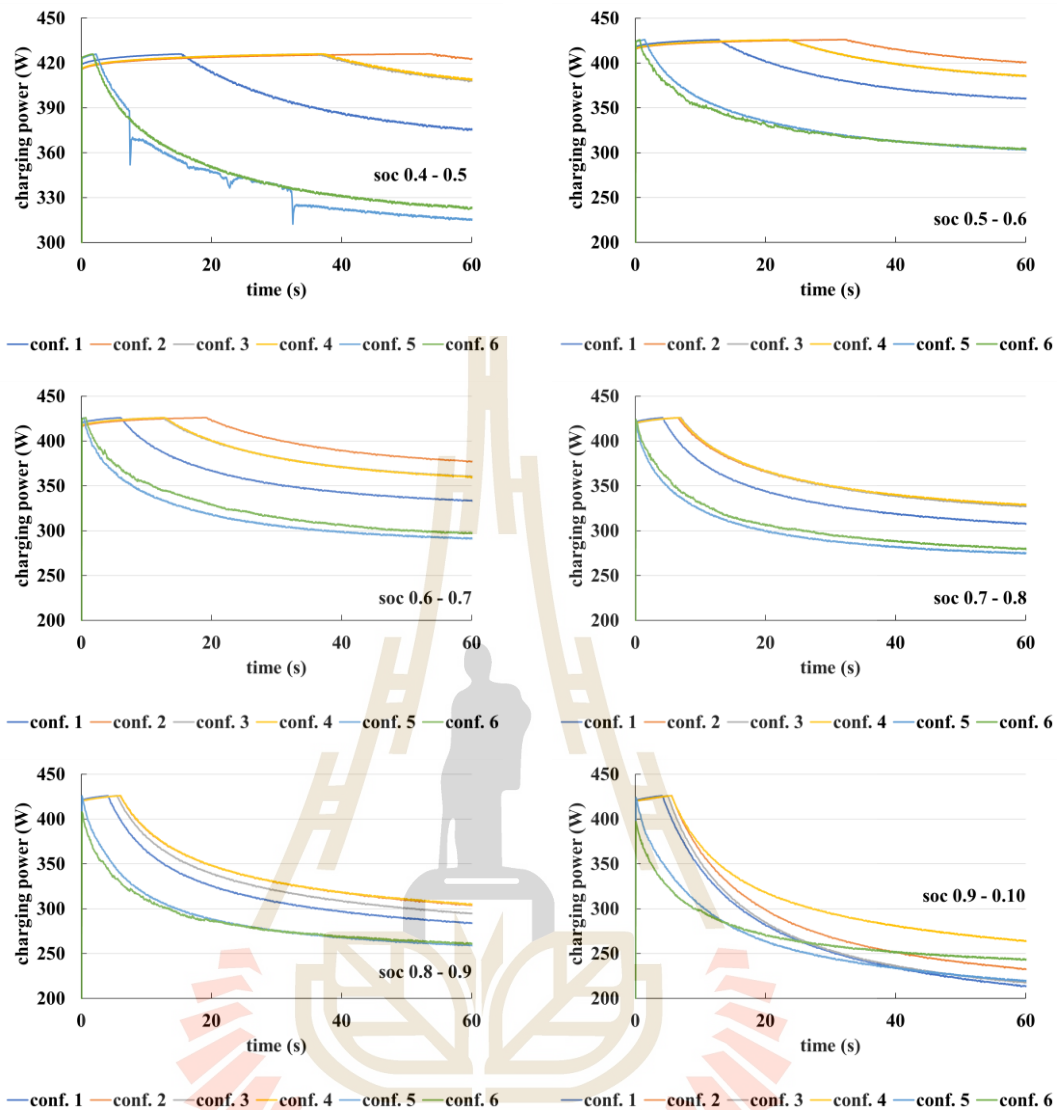 450
420
390
360
330
300
charging power (W)
soc 0.4 - 0.5
0 20 40 60
time (s)
conf. 1 conf. 2 conf. 3 conf. 4 conf. 5 conf. 6
450
400
350
300
250
200
charging power (W)
soc 0.5 - 0.6
0 20 40 60
time (s)
conf. 1 conf. 2 conf. 3 conf. 4 conf. 5 conf. 6
450
400
350
300
250
200
charging power (W)
soc 0.6 - 0.7
0 20 40 60
time (s)
conf. 1 conf. 2 conf. 3 conf. 4 conf. 5 conf. 6
450
400
350
300
250
200
charging power (W)
soc 0.7 - 0.8
0 20 40 60
time (s)
conf. 1 conf. 2 conf. 3 conf. 4 conf. 5 conf. 6
450
400
350
300
250
200
charging power (W)
soc 0.8 - 0.9
0 20 40 60
time (s)
conf. 1 conf. 2 conf. 3 conf. 4 conf. 5 conf. 6
450
400
350
300
250
200
charging power (W)
soc 0.9 - 0.10
0 20 40 60
time (s)
conf. 1 conf. 2 conf. 3 conf. 4 conf. 5 conf. 6